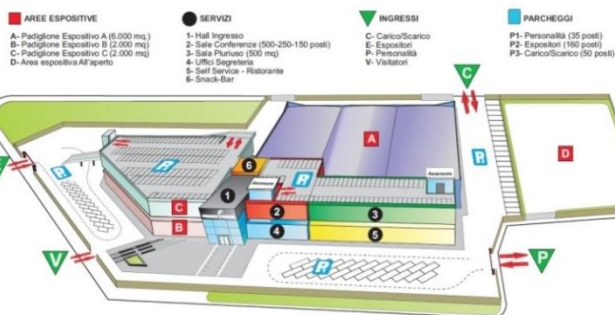 AREE ESPOSITIVE
A- Padiglione Espositivo A (6.000 mq.)
B- Padiglione Espositivo B (2.000 mq)
C- Padiglione Espositivo C (2.000 mq)
D- Area espositiva All'aperto
SERVIZI
1- Hall Ingresso
2- Sale Conferenze (500-250-150 posti)
3- Sala Pluriuso (500 mq)
4- Uffici Segreteria
5- Self Service - Ristorante
6- Snack-Bar
INGRESSI
C- Carico/Scarico
E- Espositori
P- Personalità
V- Visitatori
PARCHEGGI
P1- Personalità (35 posti)
P2- Espositori (160 posti)
P3- Carico/Scarico (50 posti)
C
A
D
6
1
2
3
C
B
4
5
V
P